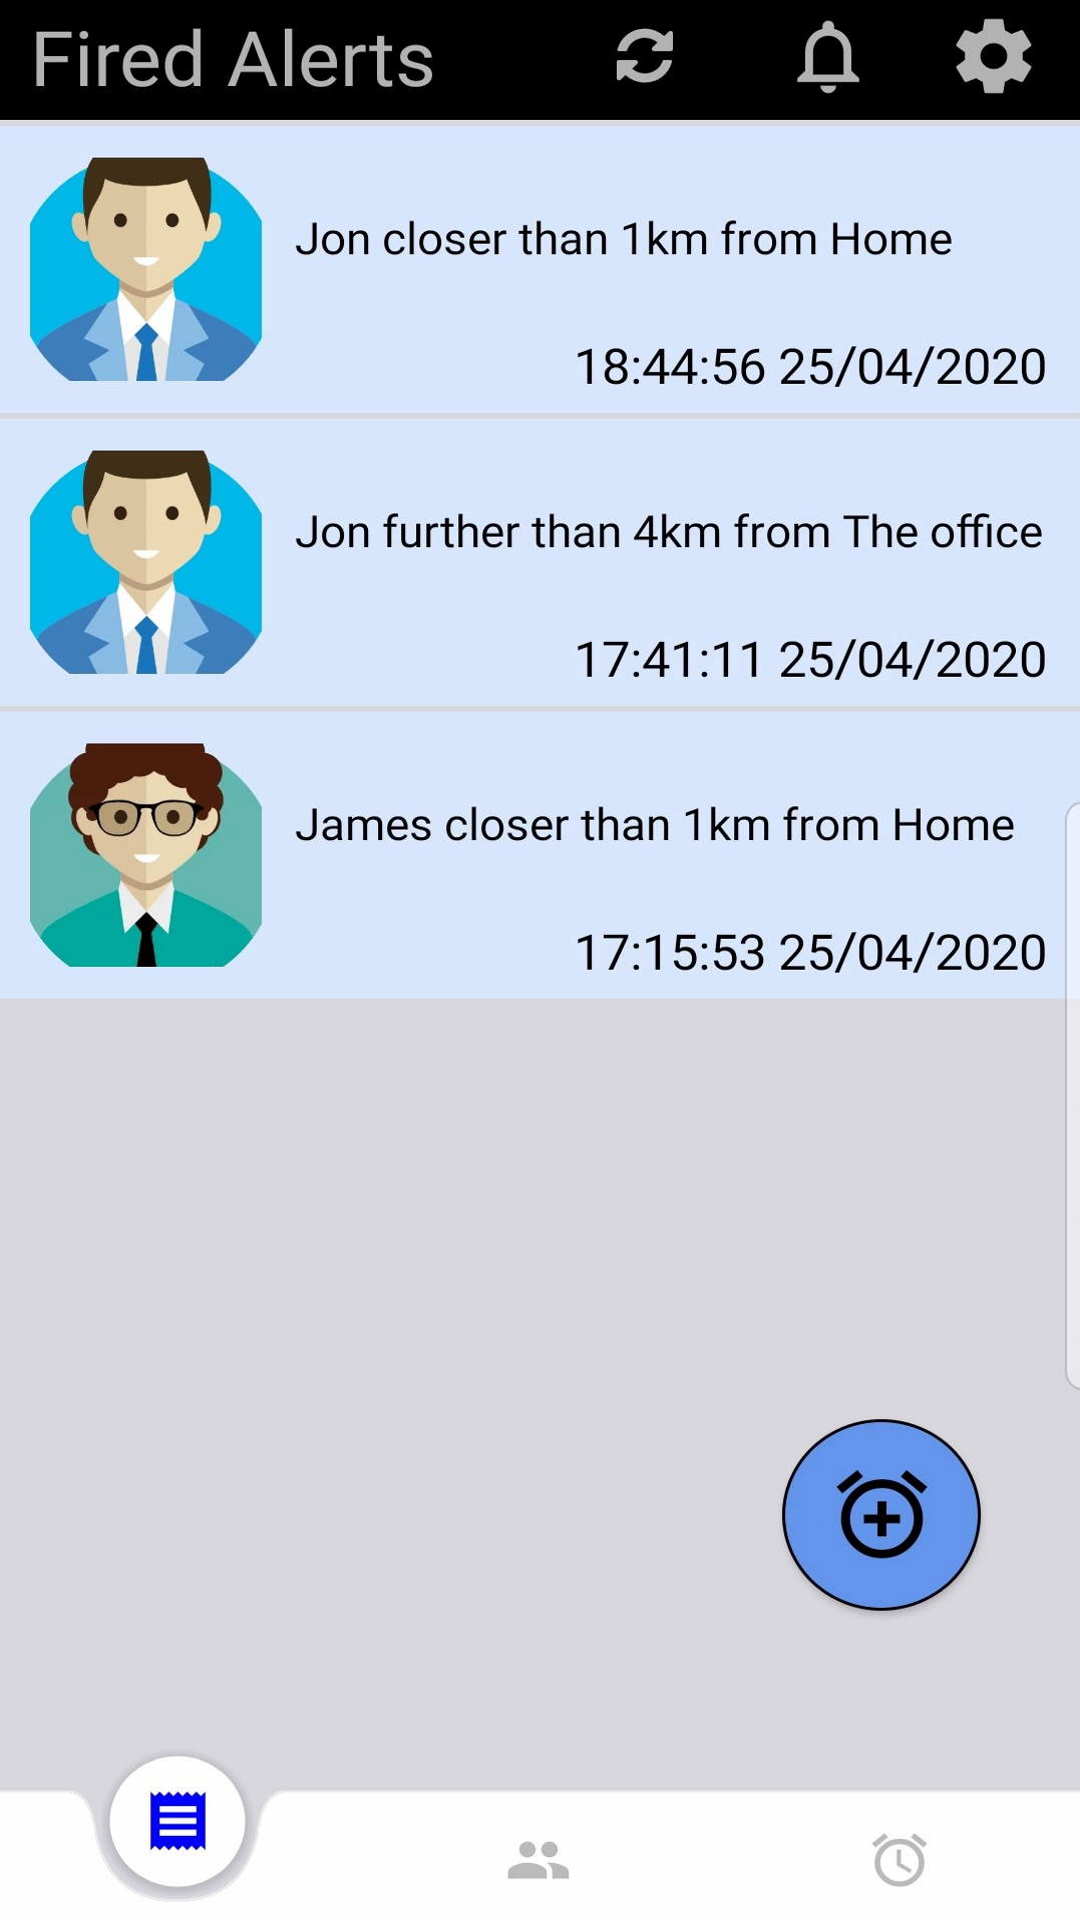 Fired Alerts
Jon closer than 1km from Home
18:44:56 25/04/2020
Jon further than 4km from The office
17:41:11 25/04/2020
James closer than 1km from Home
17:15:53 25/04/2020